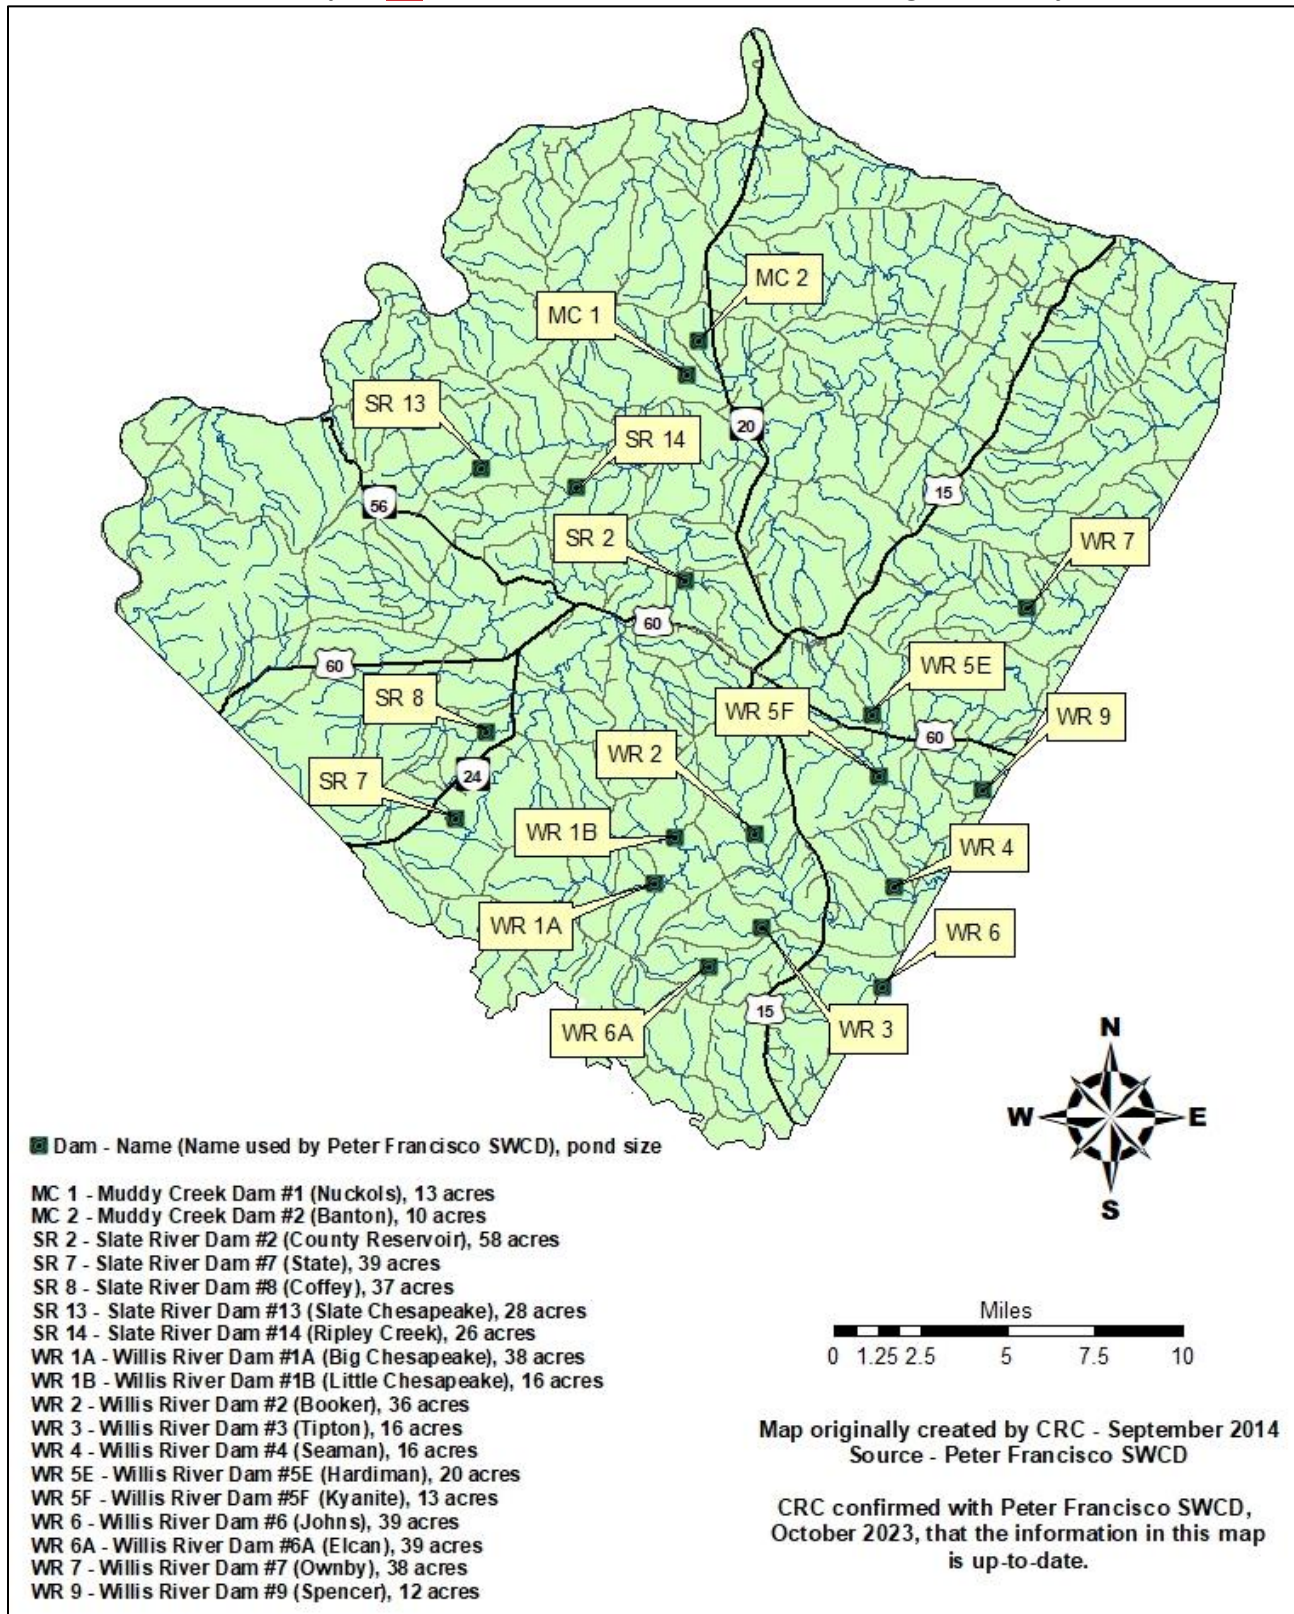 MC 2
MC 1
SR 13
SR 14
20
15
56
SR 2
WR 7
60
60
WR 5E
SR 8
WR 5F
WR 9
60
WR 2
24
SR 7
WR 1B
WR 4
WR 1A
WR 6
15
WR 6A
WR 3
N
W
E
S
Dam - Name (Name used by Peter Francisco SWCD), pond size
MC 1 - Muddy Creek Dam #1 (Nuckols), 13 acres
MC 2 - Muddy Creek Dam #2 (Banton), 10 acres
SR 2 - Slate River Dam #2 (County Reservoir), 58 acres
SR 7 - Slate River Dam #7 (State), 39 acres
SR 8 - Slate River Dam #8 (Coffey), 37 acres
SR 13 - Slate River Dam #13 (Slate Chesapeake), 28 acres
SR 14 - Slate River Dam #14 (Ripley Creek), 26 acres
WR 1A - Willis River Dam #1A (Big Chesapeake), 38 acres
WR 1B - Willis River Dam #1B (Little Chesapeake), 16 acres
WR 2 - Willis River Dam #2 (Booker), 36 acres
WR 3 - Willis River Dam #3 (Tipton), 16 acres
WR 4 - Willis River Dam #4 (Seaman), 16 acres
WR 5E - Willis River Dam #5E (Hardiman), 20 acres
WR 5F - Willis River Dam #5F (Kyanite), 13 acres
WR 6 - Willis River Dam #6 (Johns), 39 acres
WR 6A - Willis River Dam #6A (Elcan), 39 acres
WR 7 - Willis River Dam #7 (Ownby), 38 acres
WR 9 - Willis River Dam #9 (Spencer), 12 acres
Miles
0 1.25 2.5 5 7.5 10
Map originally created by CRC - September 2014
Source - Peter Francisco SWCD
CRC confirmed with Peter Francisco SWCD,
October 2023, that the information in this map
is up-to-date.